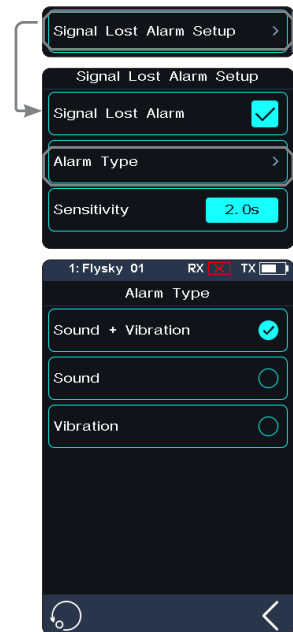 Signal Lost Alarm Setup >
Signal Lost Alarm Setup
Signal Lost Alarm
Alarm Type >
Sensitivity 2.0s
1: Flysky 01 RX TX
Alarm Type
Sound + Vibration
Sound
Vibration